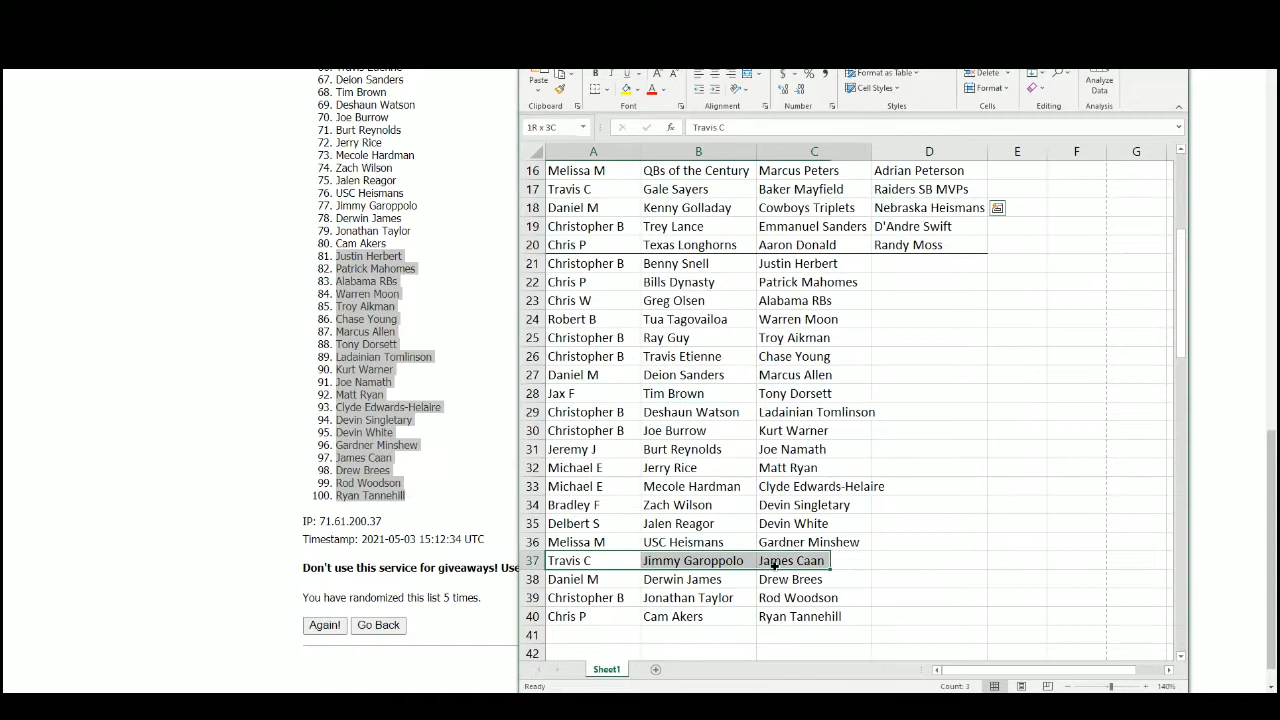 67. Deion Sanders
68. Tim Brown
69. Deshaun Watson
70. Joe Burrow
71. Burt Reynolds
72. Jerry Rice
73. Mecole Hardman
74. Zach Wilson
75. Jalen Reagor
76. USC Heismans
77. Jimmy Garoppolo
78. Derwin James
79. Jonathan Taylor
80. Cam Akers
81. Justin Herbert
82. Patrick Mahomes
83. Alabama RBs
84. Warren Moon
85. Troy Aikman
86. Chase Young
87. Marcus Allen
88. Tony Dorsett
89. Ladainian Tomlinson
90. Kurt Warner
91. Joe Namath
92. Matt Ryan
93. Clyde Edwards-Helaire
94. Devin Singletary
95. Devin White
96. Gardner Minshew
97. James Caan
98. Drew Brees
99. Rod Woodson
100. Ryan Tannehill
IP: 71.61.200.37
Timestamp: 2021-05-03 15:12:34 UTC
Don't use this service for giveaways! Use
You have randomized this list 5 times.
Again! Go Back
Paste B I U A A $ % , Format as Table Cell Styles Delete Format Analyze Data
Clipboard Font Alignment Number Styles Cells Editing Analysis
1R x 3C fx Travis C
A B C D E F G
16 Melissa M QBs of the Century Marcus Peters Adrian Peterson
17 Travis C Gale Sayers Baker Mayfield Raiders SB MVPs
18 Daniel M Kenny Golladay Cowboys Triplets Nebraska Heismans
19 Christopher B Trey Lance Emmanuel Sanders D'Andre Swift
20 Chris P Texas Longhorns Aaron Donald Randy Moss
21 Christopher B Benny Snell Justin Herbert
22 Chris P Bills Dynasty Patrick Mahomes
23 Chris W Greg Olsen Alabama RBs
24 Robert B Tua Tagovailoa Warren Moon
25 Christopher B Ray Guy Troy Aikman
26 Christopher B Travis Etienne Chase Young
27 Daniel M Deion Sanders Marcus Allen
28 Jax F Tim Brown Tony Dorsett
29 Christopher B Deshaun Watson Ladainian Tomlinson
30 Christopher B Joe Burrow Kurt Warner
31 Jeremy J Burt Reynolds Joe Namath
32 Michael E Jerry Rice Matt Ryan
33 Michael E Mecole Hardman Clyde Edwards-Helaire
34 Bradley F Zach Wilson Devin Singletary
35 Delbert S Jalen Reagor Devin White
36 Melissa M USC Heismans Gardner Minshew
37 Travis C Jimmy Garoppolo James Caan
38 Daniel M Derwin James Drew Brees
39 Christopher B Jonathan Taylor Rod Woodson
40 Chris P Cam Akers Ryan Tannehill
41
42
Sheet1
Ready Count: 3 140%